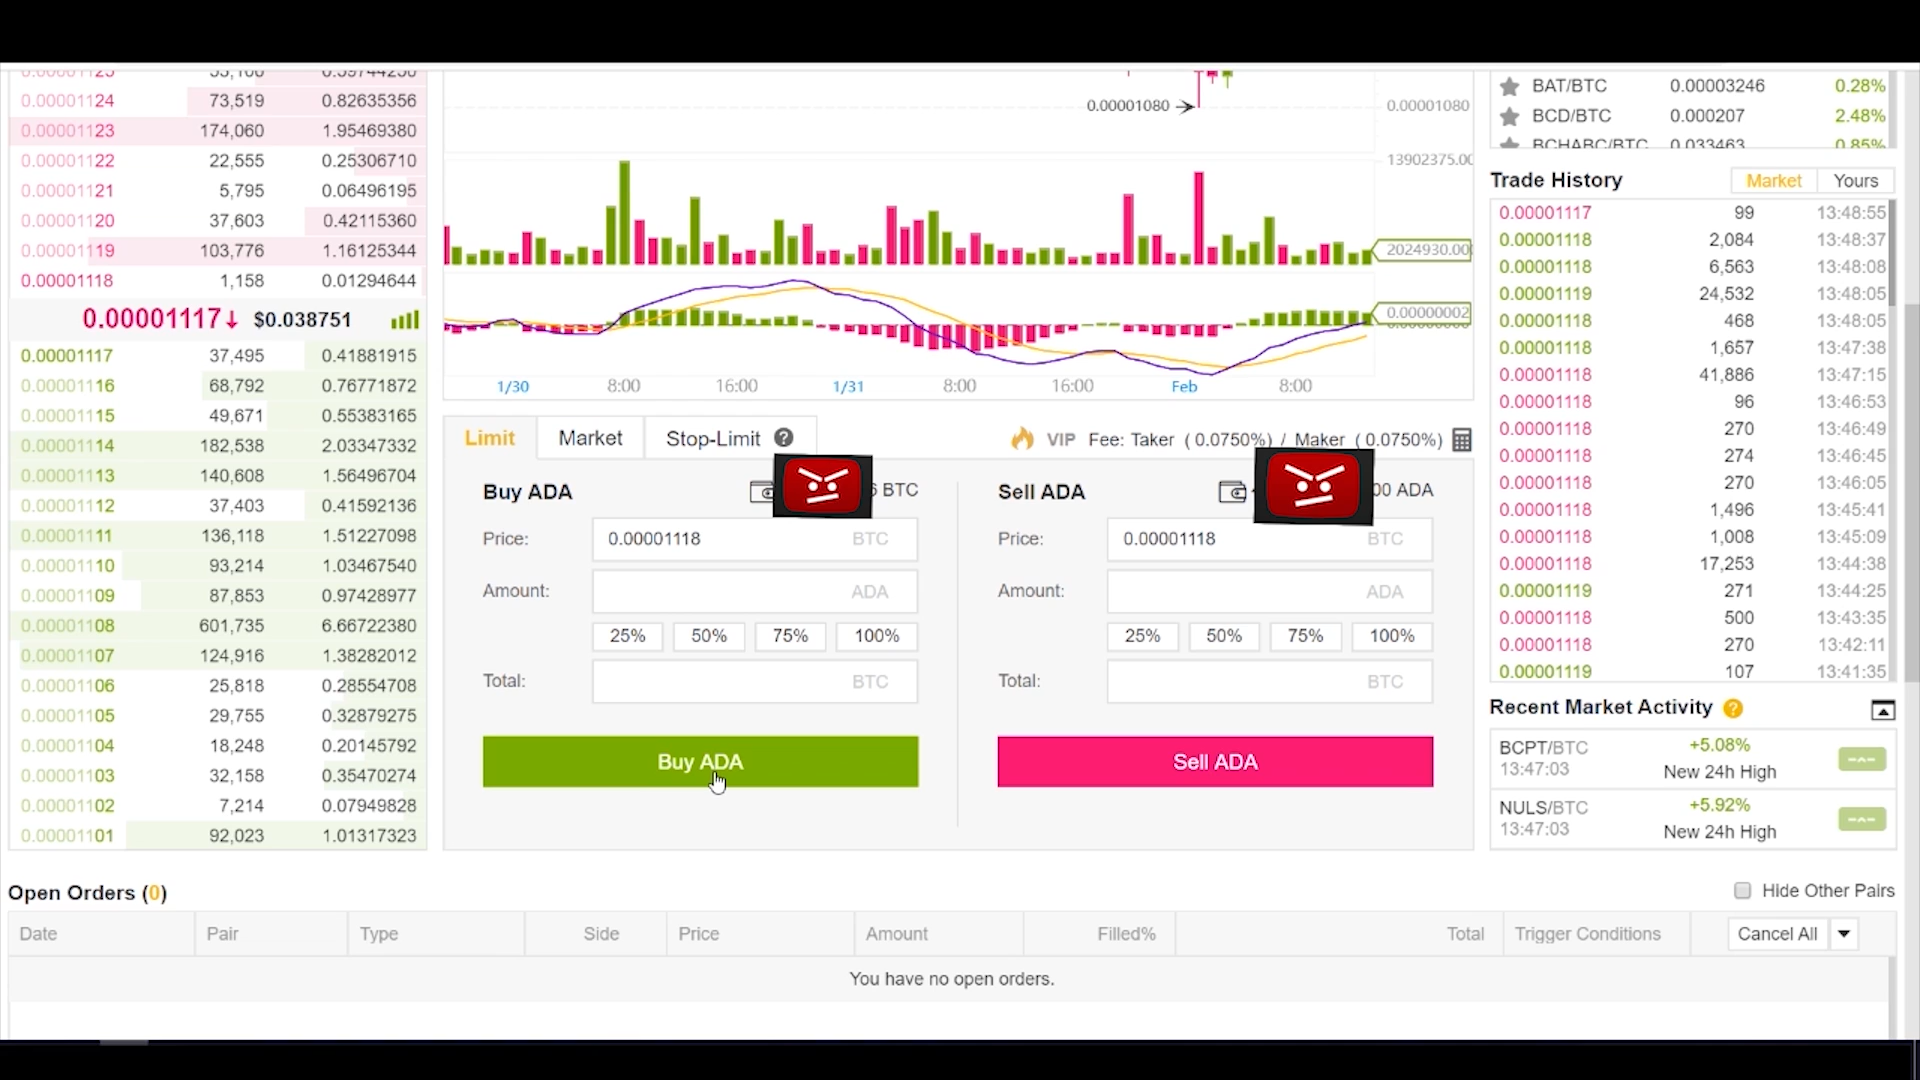 0.00001124 73,519 0.82635356
0.00001123 174,060 1.95469380
0.00001122 22,555 0.25306710
0.00001121 5,795 0.06496195
0.00001120 37,603 0.42115360
0.00001119 103,776 1.16125344
0.00001118 1,158 0.01294644
0.00001117↓ $0.038751
0.00001117 37,495 0.41881915
0.00001116 68,792 0.76771872
0.00001115 49,671 0.55383165
0.00001114 182,538 2.03347332
0.00001113 140,608 1.56496704
0.00001112 37,403 0.41592136
0.00001111 136,118 1.51227098
0.00001110 93,214 1.03467540
0.00001109 87,853 0.97428977
0.00001108 601,735 6.66722380
0.00001107 124,916 1.38282012
0.00001106 25,818 0.28554708
0.00001105 29,755 0.32879275
0.00001104 18,248 0.20145792
0.00001103 32,158 0.35470274
0.00001102 7,214 0.07949828
0.00001101 92,023 1.01317323
0.00001080 0.00001080
13902375.00
2024930.00
0.00000002
1/30 8:00 16:00 1/31 8:00 16:00 Feb 8:00
Limit Market Stop-Limit ?
VIP Fee: Taker ( 0.0750% ) / Maker ( 0.0750% )
Buy ADA 6 BTC
Price: 0.00001118 BTC
Amount: ADA
25% 50% 75% 100%
Total: BTC
Buy ADA
Sell ADA 00 ADA
Price: 0.00001118 BTC
Amount: ADA
25% 50% 75% 100%
Total: BTC
Sell ADA
BAT/BTC 0.00003246 0.28%
BCD/BTC 0.000207 2.48%
BCHABC/BTC 0.033463 0.85%
Trade History Market Yours
0.00001117 99 13:48:55
0.00001118 2,084 13:48:37
0.00001118 6,563 13:48:08
0.00001119 24,532 13:48:05
0.00001118 468 13:48:05
0.00001118 1,657 13:47:38
0.00001118 41,886 13:47:15
0.00001118 96 13:46:53
0.00001118 270 13:46:49
0.00001118 274 13:46:45
0.00001118 270 13:46:05
0.00001118 1,496 13:45:41
0.00001118 1,008 13:45:09
0.00001118 17,253 13:44:38
0.00001119 271 13:44:25
0.00001118 500 13:43:35
0.00001118 270 13:42:11
0.00001119 107 13:41:35
Recent Market Activity ?
BCPT/BTC +5.08%
13:47:03 New 24h High
NULS/BTC +5.92%
13:47:03 New 24h High
Open Orders (0) Hide Other Pairs
Date Pair Type Side Price Amount Filled% Total Trigger Conditions Cancel All
You have no open orders.